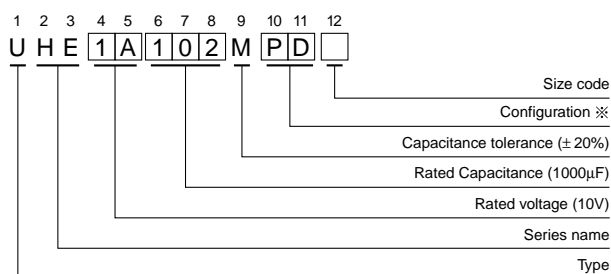 1 2 3 4 5 6 7 8 9 10 11 12
U H E 1 A 1 0 2 M P D
Size code
Configuration ※
Capacitance tolerance (±20%)
Rated Capacitance (1000µF)
Rated voltage (10V)
Series name
Type